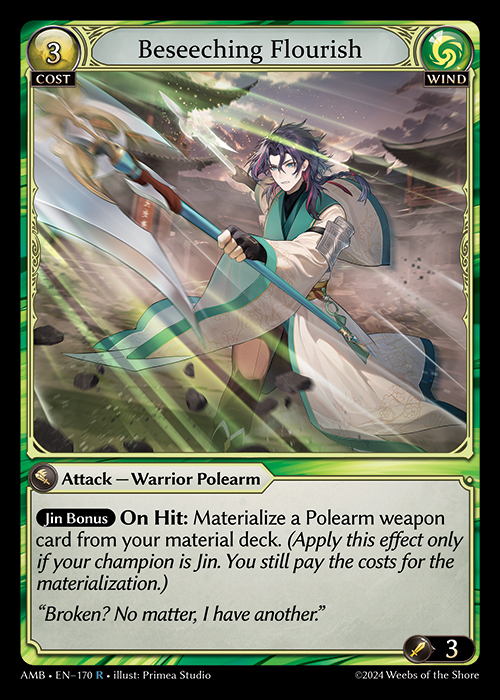 3
Beseeching Flourish
COST
WIND
Attack — Warrior Polearm
Jin Bonus On Hit: Materialize a Polearm weapon
card from your material deck. (Apply this effect only
if your champion is Jin. You still pay the costs for the
materialization.)
“Broken? No matter, I have another.”
3
AMB • EN–170 R • illust: Primea Studio
©2024 Weebs of the Shore